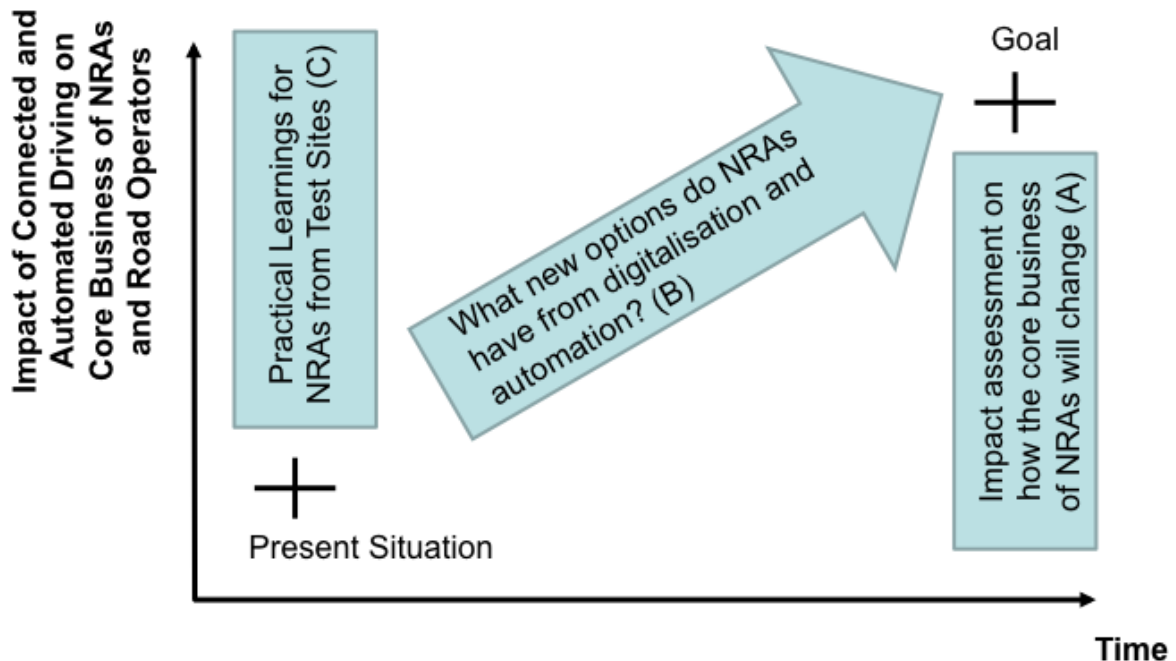 Impact of Connected and
Automated Driving on
Core Business of NRAs
and Road Operators
Practical Learnings for
NRAs from Test Sites (C)
Present Situation
What new options do NRAs
have from digitalisation and
automation? (B)
Goal
Impact assessment on
how the core business
of NRAs will change (A)
Time